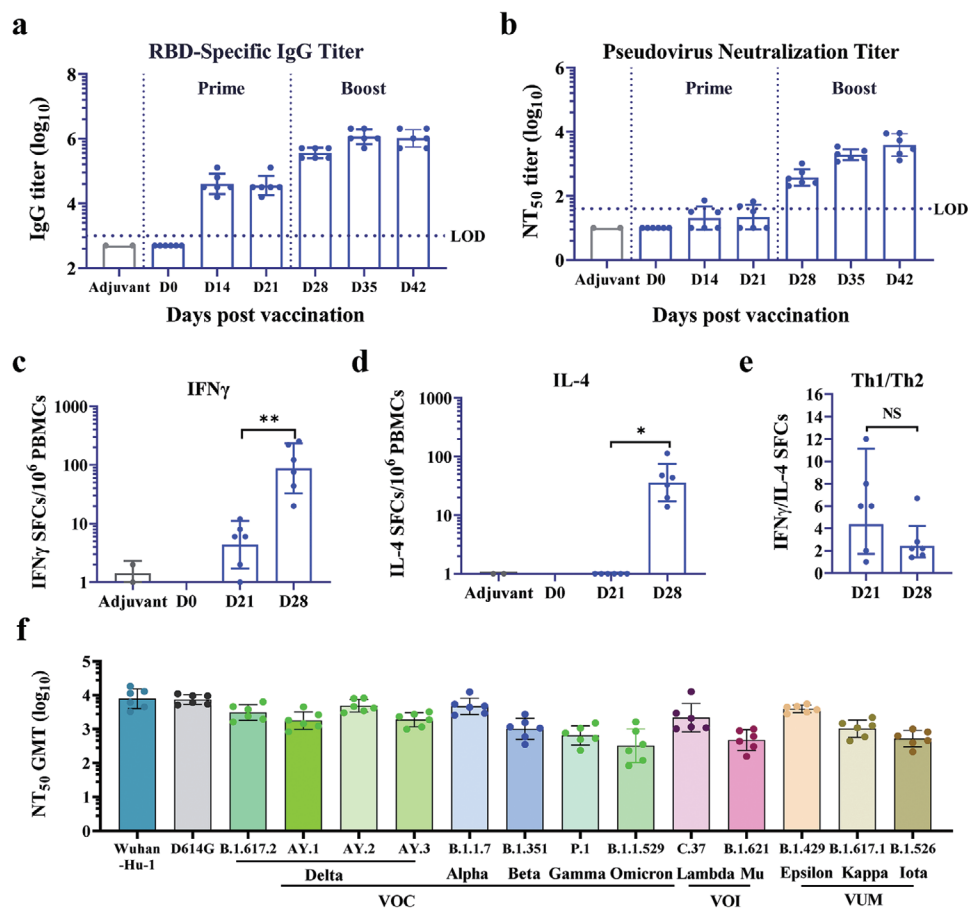 a
RBD-Specific IgG Titer
IgG titer (log10)
8
6
4
2
Prime
Boost
LOD
Adjuvant D0 D14 D21 D28 D35 D42
Days post vaccination
b
Pseudovirus Neutralization Titer
NT50 titer (log10)
6
4
2
0
Prime
Boost
LOD
Adjuvant D0 D14 D21 D28 D35 D42
Days post vaccination
c
IFNγ
IFNγ SFCs/10^6 PBMCs
1000
100
10
1
**
Adjuvant D0 D21 D28
d
IL-4
IL-4 SFCs/10^6 PBMCs
1000
100
10
1
*
Adjuvant D0 D21 D28
e
Th1/Th2
IFNγ/IL-4 SFCs
16
14
12
10
8
6
4
2
0
NS
D21 D28
f
NT50 GMT (log10)
5
4
3
2
1
0
Wuhan D614G B.1.617.2 AY.1 AY.2 AY.3 B.1.1.7 B.1.351 P.1 B.1.1.529 C.37 B.1.621 B.1.429 B.1.617.1 B.1.526
-Hu-1
Delta Alpha Beta Gamma Omicron Lambda Mu Epsilon Kappa Iota
VOC VOI VUM